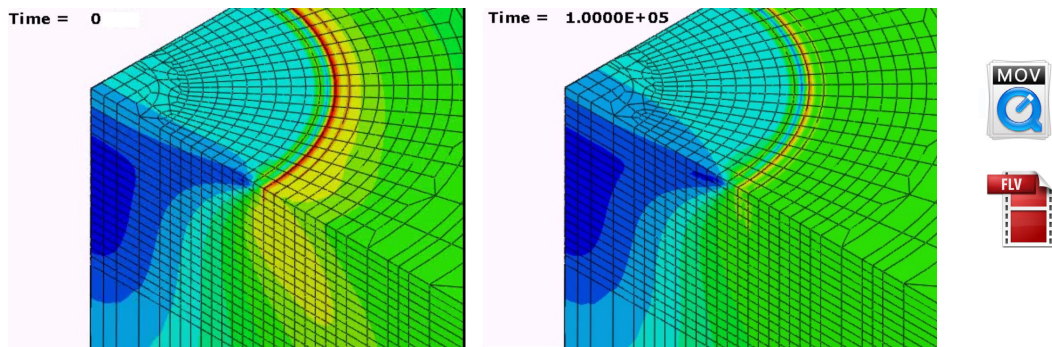 Time = 0
Time = 1.0000E+05
MOV
FLV